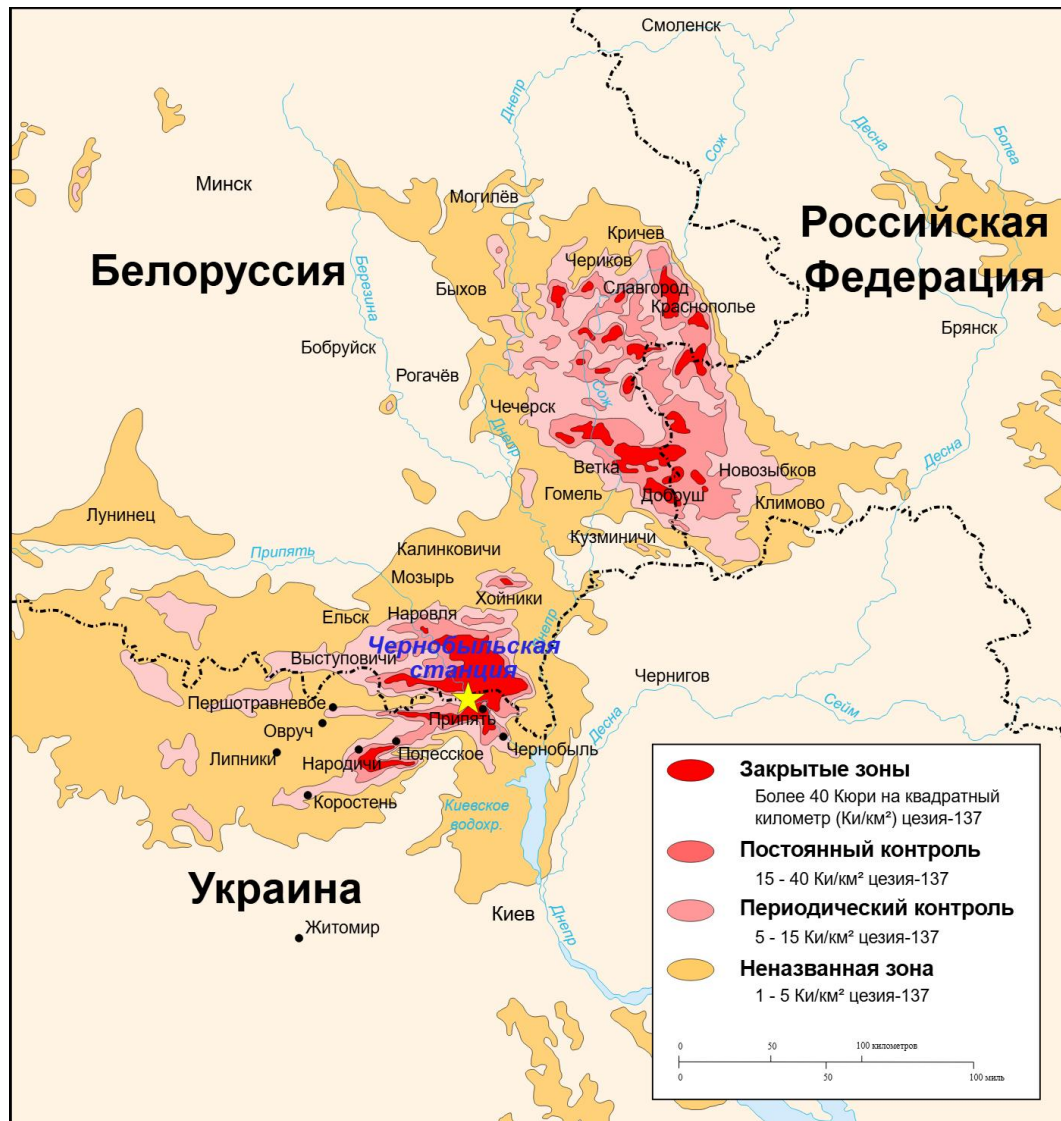 Смоленск
Днепр
Сож
Десна
Болва
Минск
Могилёв
Российская
Федерация
Кричев
Чериков
Белоруссия
Березина
Быхов
Славгород
Краснополье
Брянск
Бобруйск
Рогачёв
Сож
Чечерск
Днепр
Десна
Ветка
Новозыбков
Гомель
Добруш
Климово
Лунинец
Кузминичи
Припять
Калинковичи
Мозырь
Хойники
Ельск
Наровля
Днепр
Чернобыльская
станция
Выступовичи
Чернигов
Першотравневое
Припять
Сейм
Овруч
Десна
Липники
Народичи
Полесское
Чернобыль
Коростень
Киевское
водохр.
Украина
Киев
Житомир
Днепр
Закрытые зоны
Более 40 Кюри на квадратный
километр (Ки/км²) цезия-137
Постоянный контроль
15 - 40 Ки/км² цезия-137
Периодический контроль
5 - 15 Ки/км² цезия-137
Неназванная зона
1 - 5 Ки/км² цезия-137
0 50 100 километров
0 50 100 миль